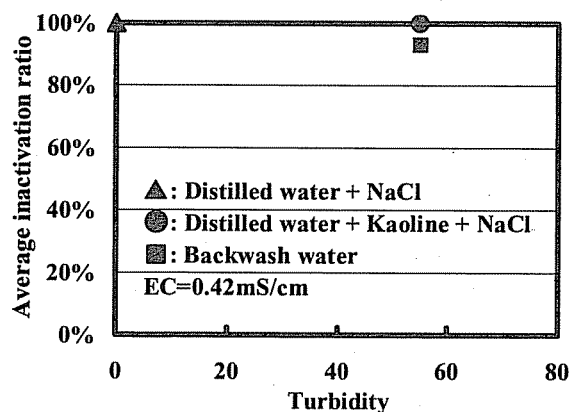 100%
80%
60%
40%
20%
0%
Average inactivation ratio
: Distilled water + NaCl
: Distilled water + Kaoline + NaCl
: Backwash water
EC=0.42mS/cm
0 20 40 60 80
Turbidity